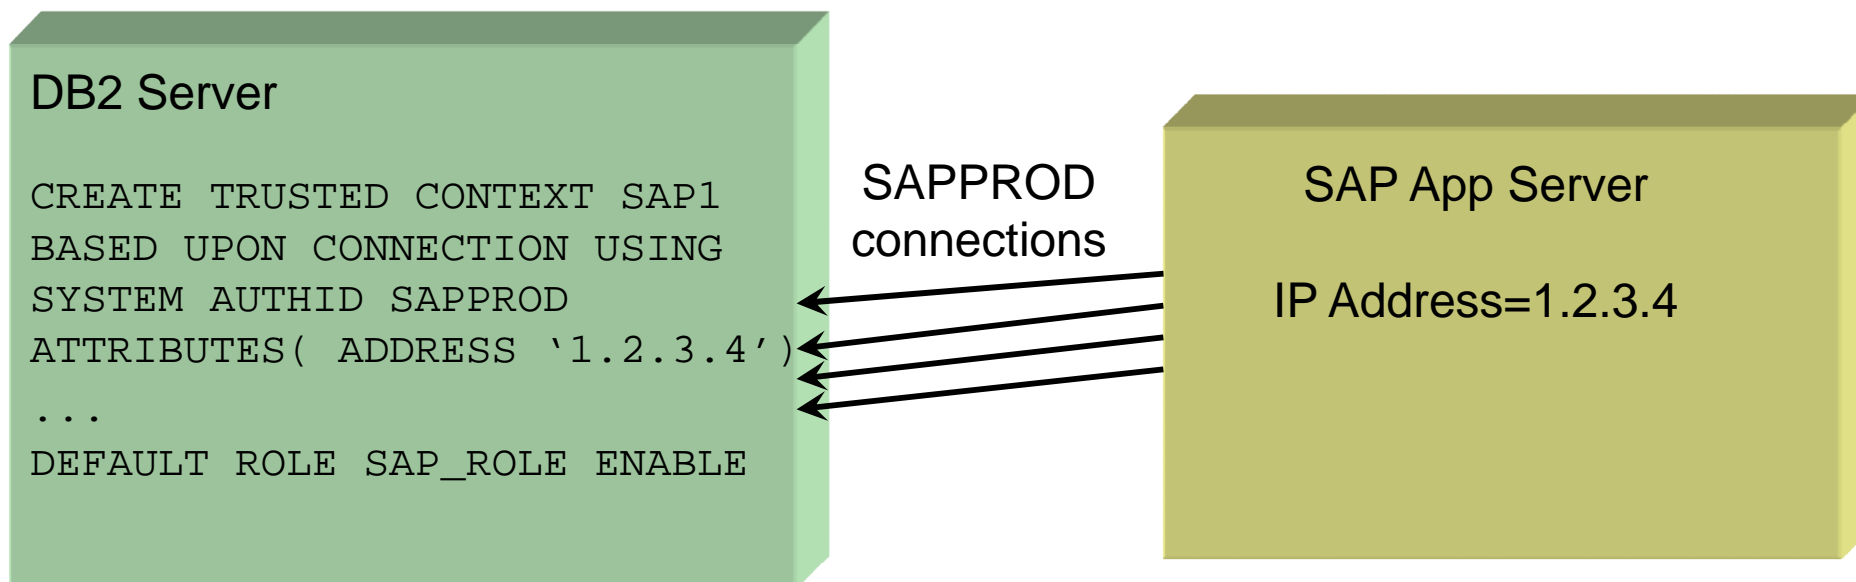 DB2 Server
CREATE TRUSTED CONTEXT SAP1
BASED UPON CONNECTION USING
SYSTEM AUTHID SAPPROD
ATTRIBUTES( ADDRESS ‘1.2.3.4’)
...
DEFAULT ROLE SAP_ROLE ENABLE
SAPPROD
connections
SAP App Server
IP Address=1.2.3.4